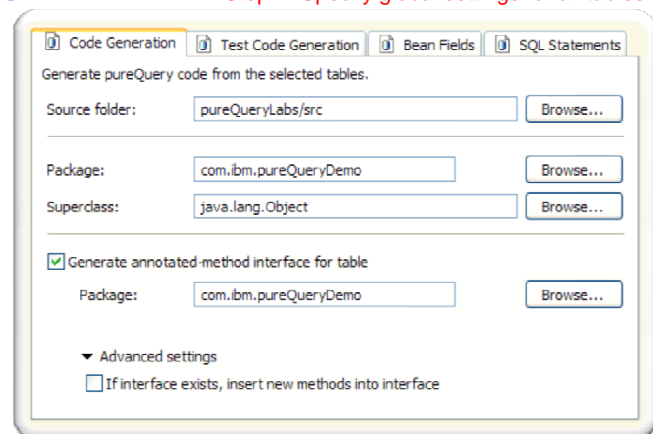 Code Generation Test Code Generation Bean Fields SQL Statements
Generate pureQuery code from the selected tables.
Source folder: pureQueryLabs/src Browse...
Package: com.ibm.pureQueryDemo Browse...
Superclass: java.lang.Object Browse...
Generate annotated-method interface for table
Package: com.ibm.pureQueryDemo Browse...
Advanced settings
If interface exists, insert new methods into interface